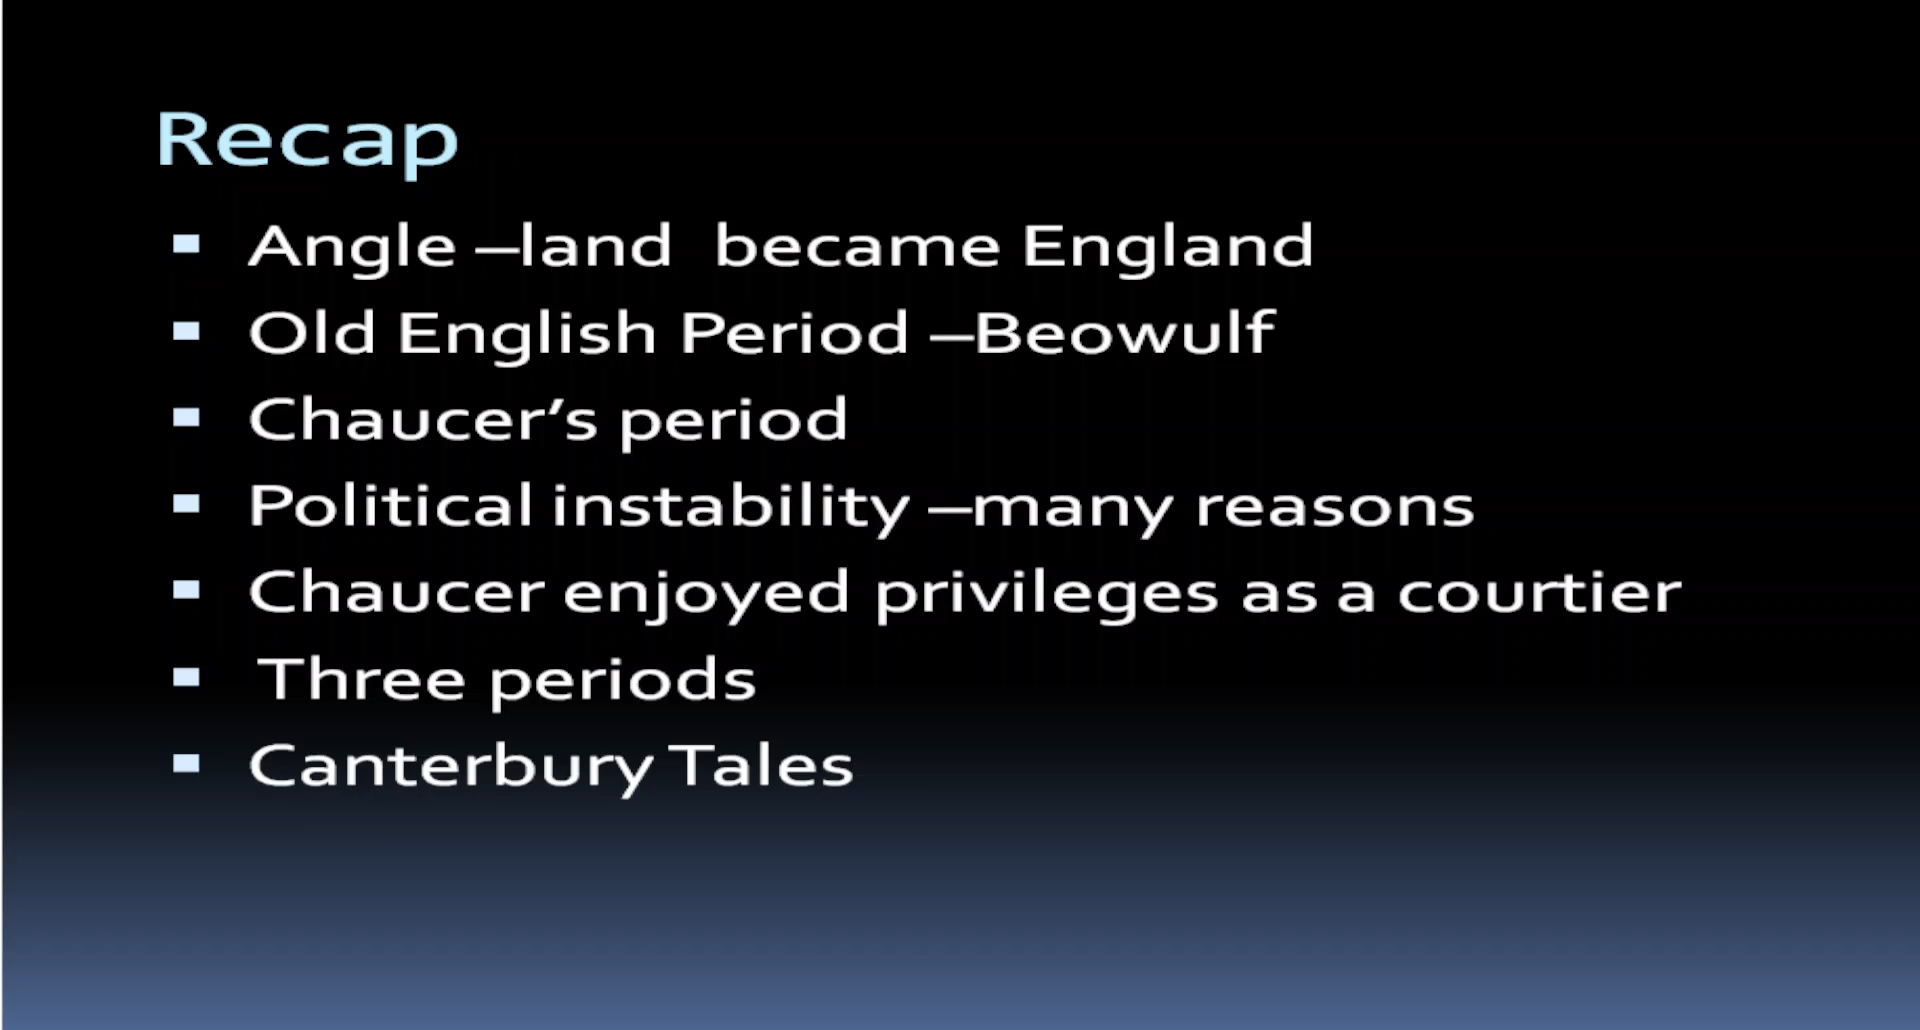 Recap
Angle –land became England
Old English Period –Beowulf
Chaucer’s period
Political instability –many reasons
Chaucer enjoyed privileges as a courtier
Three periods
Canterbury Tales